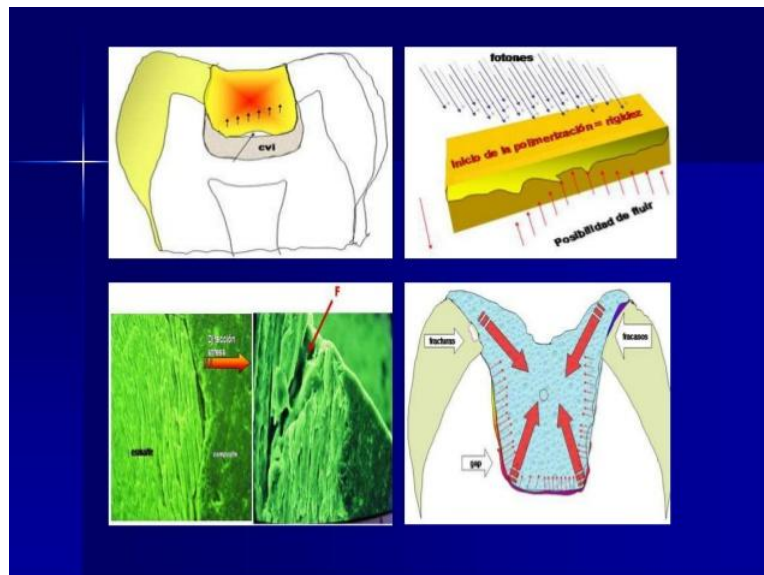 cvi
fotones
Inicio de la polimerización = rigidez
Posibilidad de fluir
F
Dirección
stress
esmalte
composite
fracturas
fracasos
gap